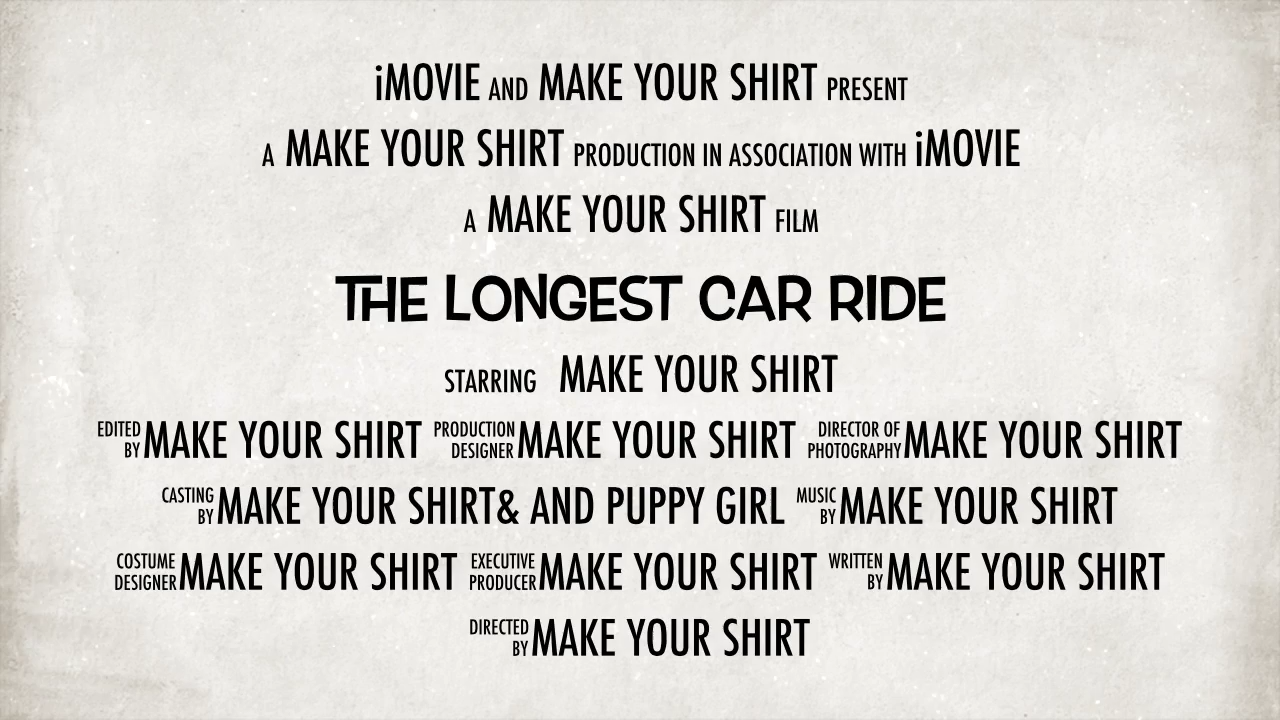 iMOVIE AND MAKE YOUR SHIRT PRESENT
A MAKE YOUR SHIRT PRODUCTION IN ASSOCIATION WITH iMOVIE
A MAKE YOUR SHIRT FILM
THE LONGEST CAR RIDE
STARRING MAKE YOUR SHIRT
EDITED BY MAKE YOUR SHIRT PRODUCTION DESIGNER MAKE YOUR SHIRT DIRECTOR OF PHOTOGRAPHY MAKE YOUR SHIRT
CASTING BY MAKE YOUR SHIRT& AND PUPPY GIRL MUSIC BY MAKE YOUR SHIRT
COSTUME DESIGNER MAKE YOUR SHIRT EXECUTIVE PRODUCER MAKE YOUR SHIRT WRITTEN BY MAKE YOUR SHIRT
DIRECTED BY MAKE YOUR SHIRT